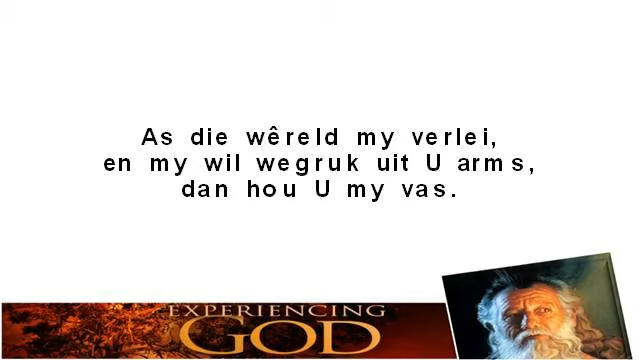 As die wêreld my verlei,
en my wil wegruk uit U arms,
dan hou U my vas.
EXPERIENCING
GOD